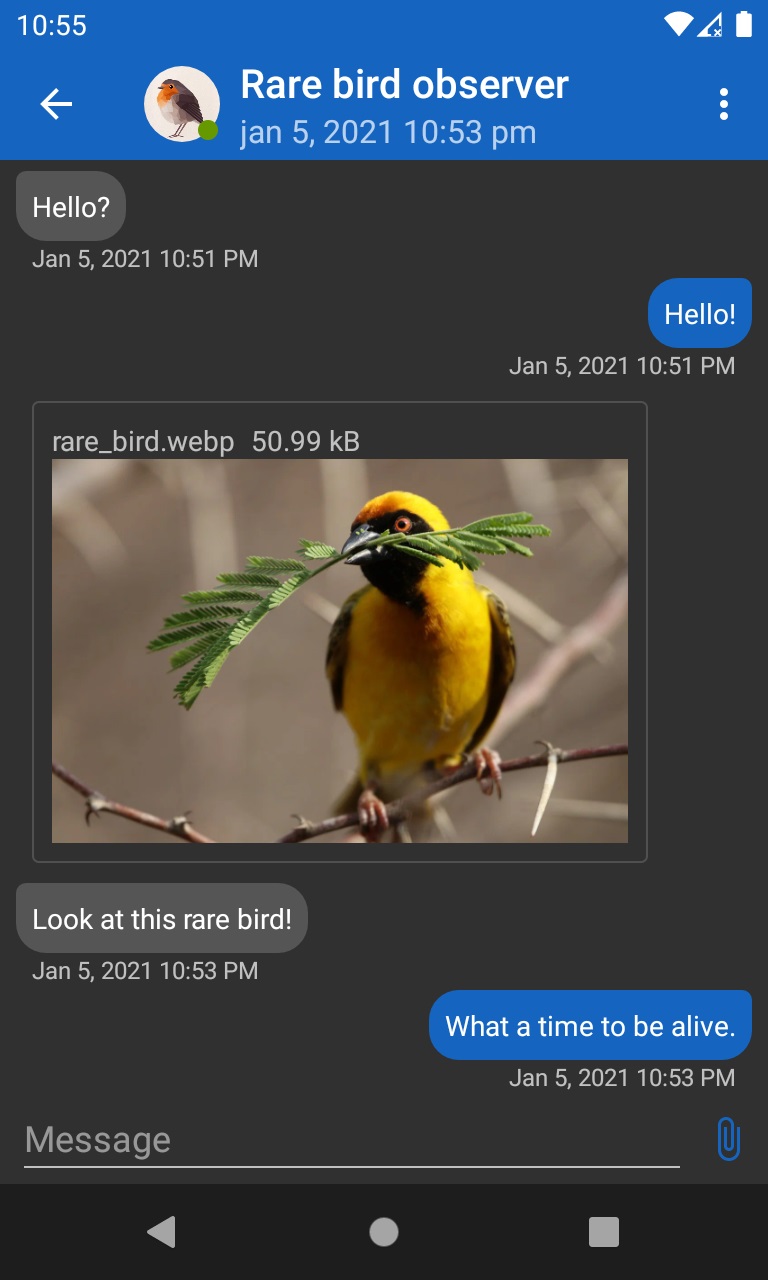 10:55
Rare bird observer
jan 5, 2021 10:53 pm
Hello?
Jan 5, 2021 10:51 PM
Hello!
Jan 5, 2021 10:51 PM
rare_bird.webp 50.99 kB
Look at this rare bird!
Jan 5, 2021 10:53 PM
What a time to be alive.
Jan 5, 2021 10:53 PM
Message